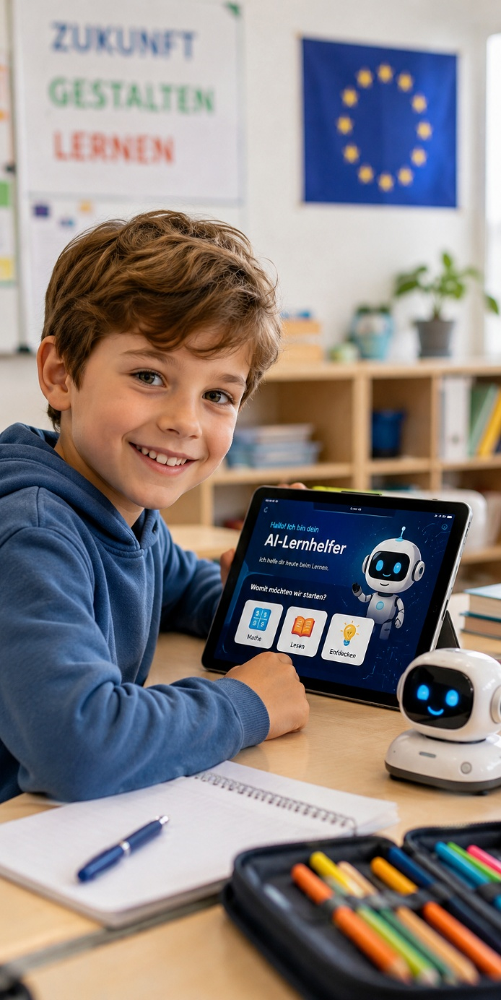 ZUKUNFT
GESTALTEN
LERNEN
Hallo! Ich bin dein
AI-Lernhelfer
Ich helfe dir heute beim Lernen.
Womit möchten wir starten?
Mathe
Lesen
Entdecken